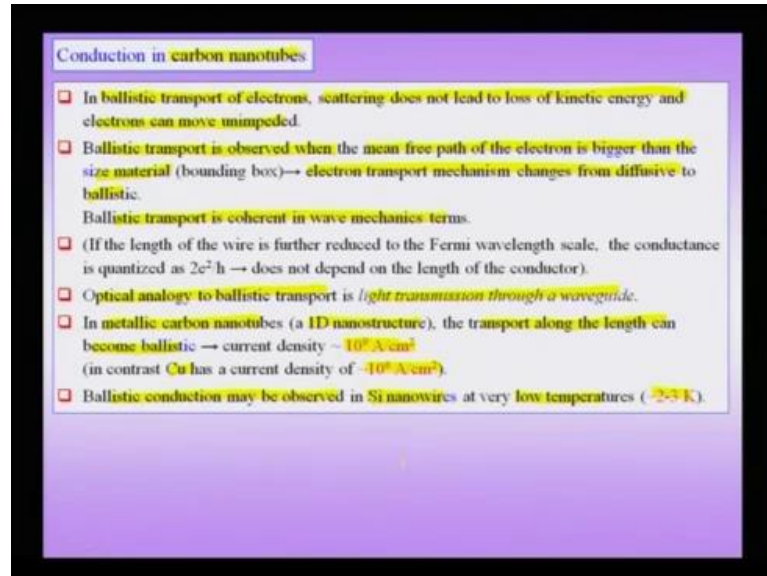 Conduction in carbon nanotubes
❑ In ballistic transport of electrons, scattering does not lead to loss of kinetic energy and
electrons can move unimpeded.
❑ Ballistic transport is observed when the mean free path of the electron is bigger than the
size material (bounding box)→ electron transport mechanism changes from diffusive to
ballistic.
Ballistic transport is coherent in wave mechanics terms.
❑ (If the length of the wire is further reduced to the Fermi wavelength scale, the conductance
is quantized as 2e²/h → does not depend on the length of the conductor).
❑ Optical analogy to ballistic transport is light transmission through a waveguide.
❑ In metallic carbon nanotubes (a 1D nanostructure), the transport along the length can
become ballistic → current density ~ A/cm²
(in contrast Cu has a current density of A/cm²).
❑ Ballistic conduction may be observed in Si nanowires at very low temperatures (~2-3 K).